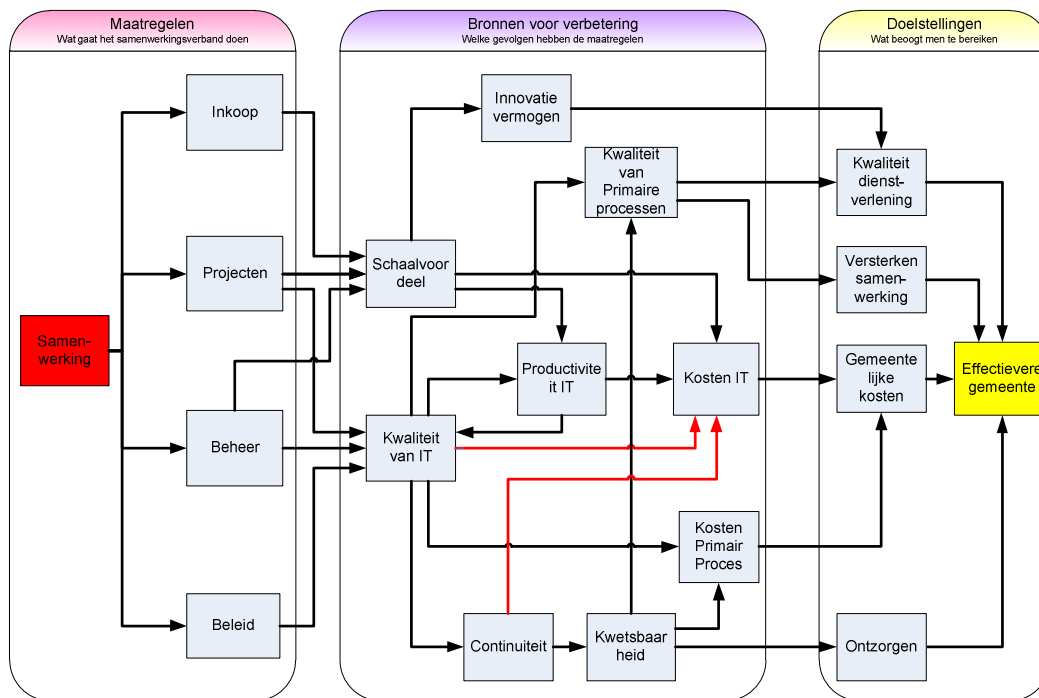 Maatregelen
Wat gaat het samenwerkingsverband doen
Bronnen voor verbetering
Welke gevolgen hebben de maatregelen
Doelstellingen
Wat beoogt men te bereiken
Samen-
werking
Inkoop
Projecten
Beheer
Beleid
Innovatie
vermogen
Kwaliteit
van
Primaire
processen
Schaalvoor
deel
Productivite
it IT
Kosten IT
Kwaliteit
van IT
Kosten
Primair
Proces
Continuiteit
Kwetsbaar
heid
Kwaliteit
dienst-
verlening
Versterken
samen-
werking
Gemeente
lijke
kosten
Effectievere
gemeente
Ontzorgen